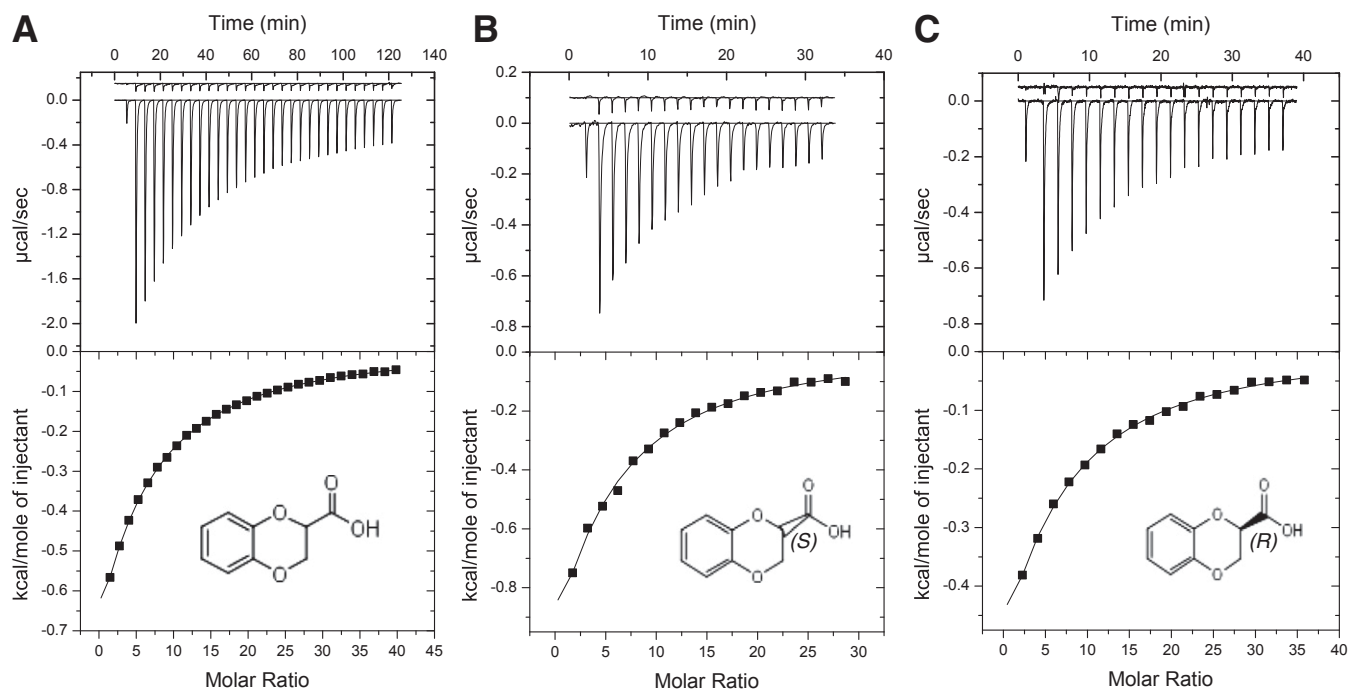 A
Time (min)
0 20 40 60 80 100 120 140
0.0
-0.4
-0.8
-1.2
-1.6
-2.0
µcal/sec
0.0
-0.1
-0.2
-0.3
-0.4
-0.5
-0.6
-0.7
kcal/mole of injectant
O
O
OH
O
0 5 10 15 20 25 30 35 40 45
Molar Ratio
B
Time (min)
0 10 20 30 40
0.2
0.0
-0.2
-0.4
-0.6
-0.8
µcal/sec
0.0
-0.2
-0.4
-0.6
-0.8
kcal/mole of injectant
O
O
OH
(S)
O
0 5 10 15 20 25 30
Molar Ratio
C
Time (min)
0 10 20 30 40
0.0
-0.2
-0.4
-0.6
-0.8
µcal/sec
0.0
-0.1
-0.2
-0.3
-0.4
kcal/mole of injectant
O
O
OH
(R)
O
0 5 10 15 20 25 30 35 40
Molar Ratio